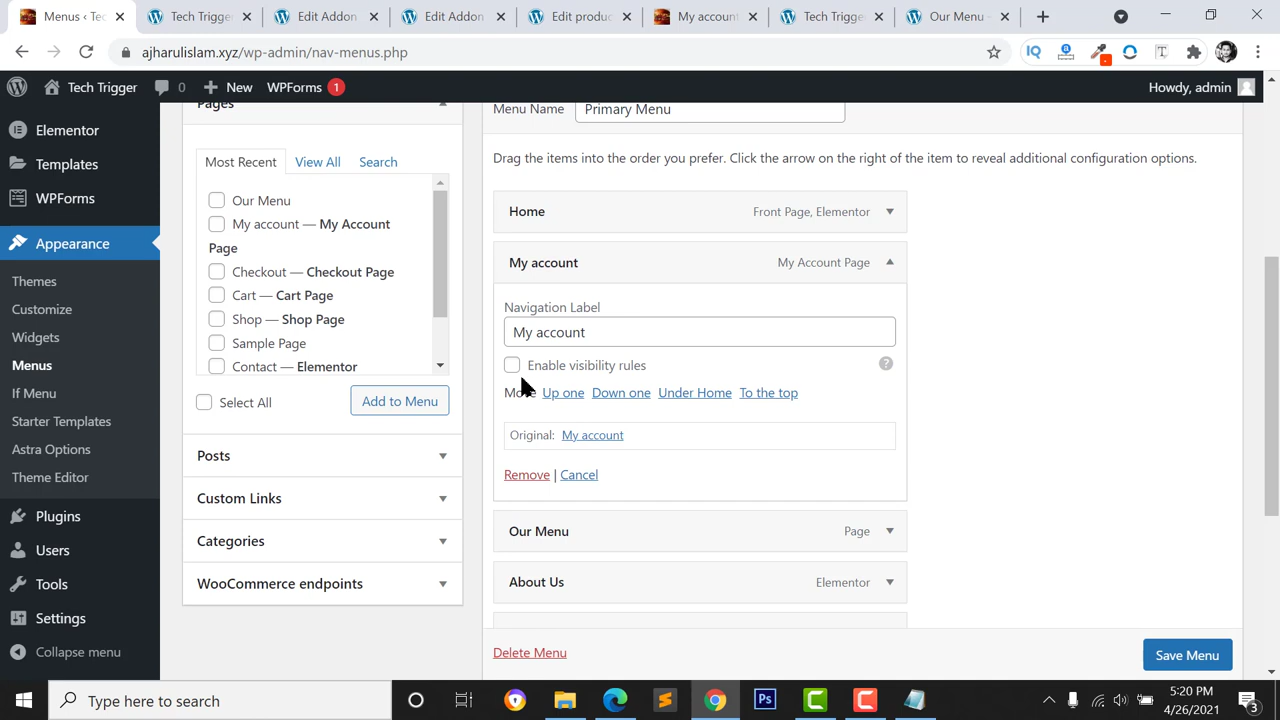 Menus < Tec
Tech Trigger
Edit Addon
Edit Addon
Edit produc
My account
Tech Trigger
Our Menu –
ajharulislam.xyz/wp-admin/nav-menus.php
Tech Trigger
0
New
WPForms
1
Howdy, admin
Elementor
Templates
WPForms
Appearance
Themes
Customize
Widgets
Menus
If Menu
Starter Templates
Astra Options
Theme Editor
Plugins
Users
Tools
Settings
Collapse menu
Pages
Most Recent
View All
Search
Our Menu
My account — My Account
Page
Checkout — Checkout Page
Cart — Cart Page
Shop — Shop Page
Sample Page
Contact — Elementor
Select All
Add to Menu
Posts
Custom Links
Categories
WooCommerce endpoints
Menu Name
Primary Menu
Drag the items into the order you prefer. Click the arrow on the right of the item to reveal additional configuration options.
Home
Front Page, Elementor
My account
My Account Page
Navigation Label
My account
Enable visibility rules
?
Up one
Down one
Under Home
To the top
Original: My account
Remove | Cancel
Our Menu
Page
About Us
Elementor
Delete Menu
Save Menu
Type here to search
5:20 PM
4/26/2021
3